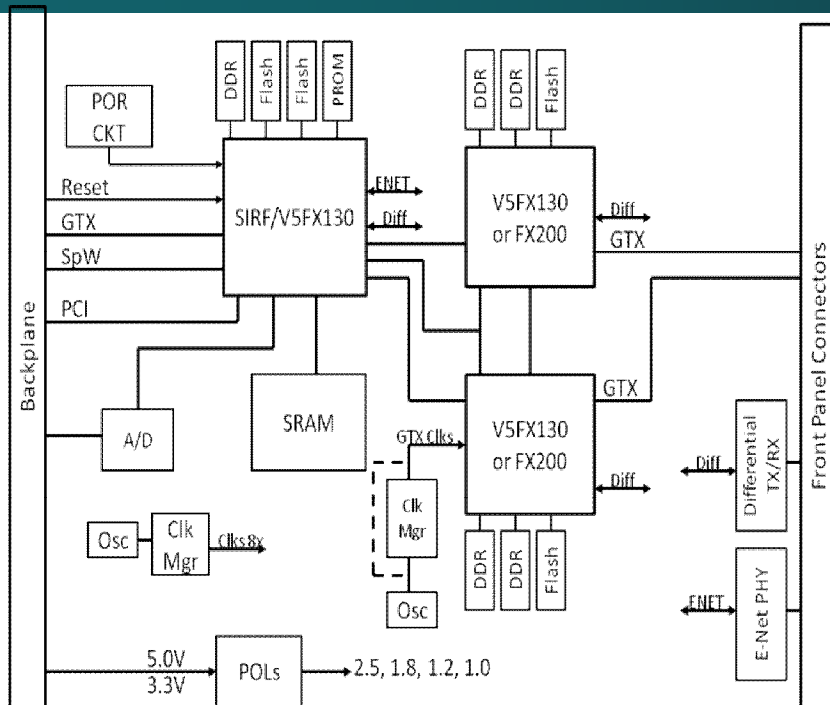 Backplane
POR
CKT
DDR
Flash
Flash
PROM
SIRF/V5FX130
Reset
GTX
SpW
PCI
ENET
Diff
DDR
DDR
Flash
V5FX130
or FX200
Diff
GTX
A/D
SRAM
GTX Clks
V5FX130
or FX200
GTX
Diff
DDR
DDR
Flash
Clk
Mgr
Osc
Osc
Clk
Mgr
Clks 8x
5.0V
3.3V
POLs
2.5, 1.8, 1.2, 1.0
Diff
Differential
TX/RX
ENET
E-Net PHY
Front Panel Connectors